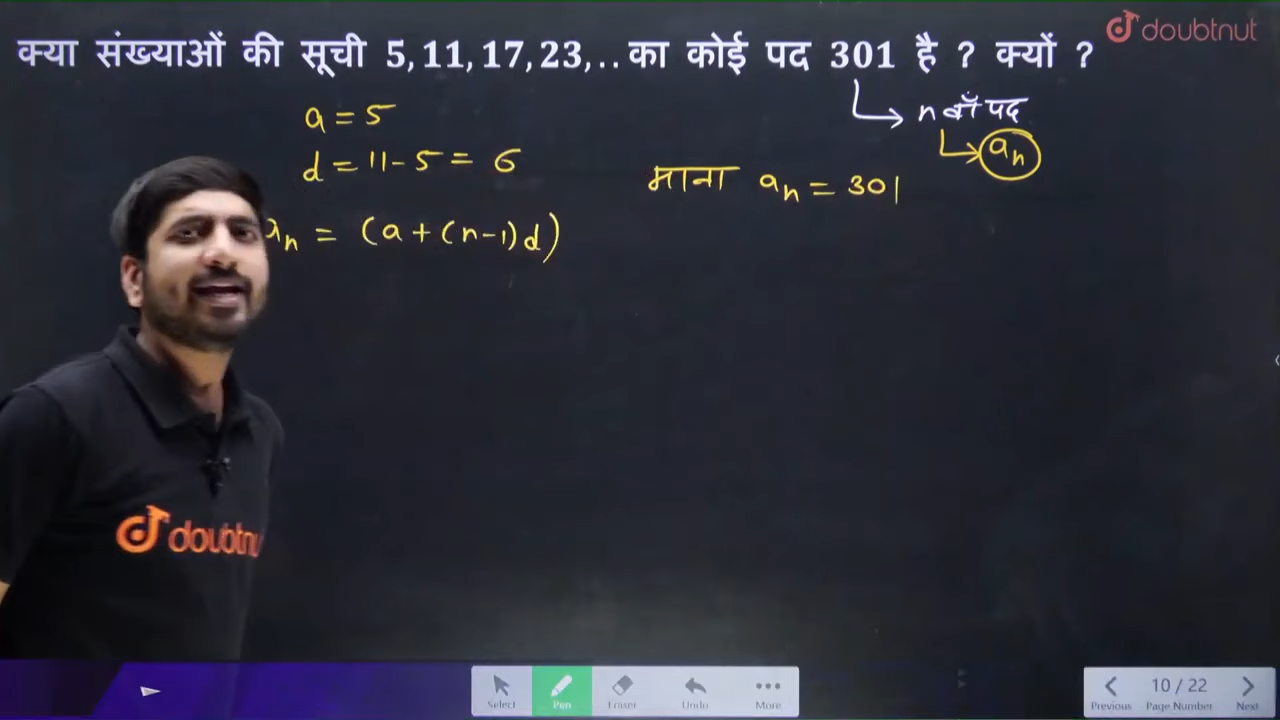 doubtnut
क्या संख्याओं की सूची 5, 11, 17, 23, . . का कोई पद 301 है ? क्यों ?
a = 5
n वाँ पद
d = 11 - 5 = 6
aₙ
माना aₙ = 301
aₙ = (a + (n-1)d)
doubtnut
Select Pen Eraser Undo More
10 / 22
Previous Page Number Next